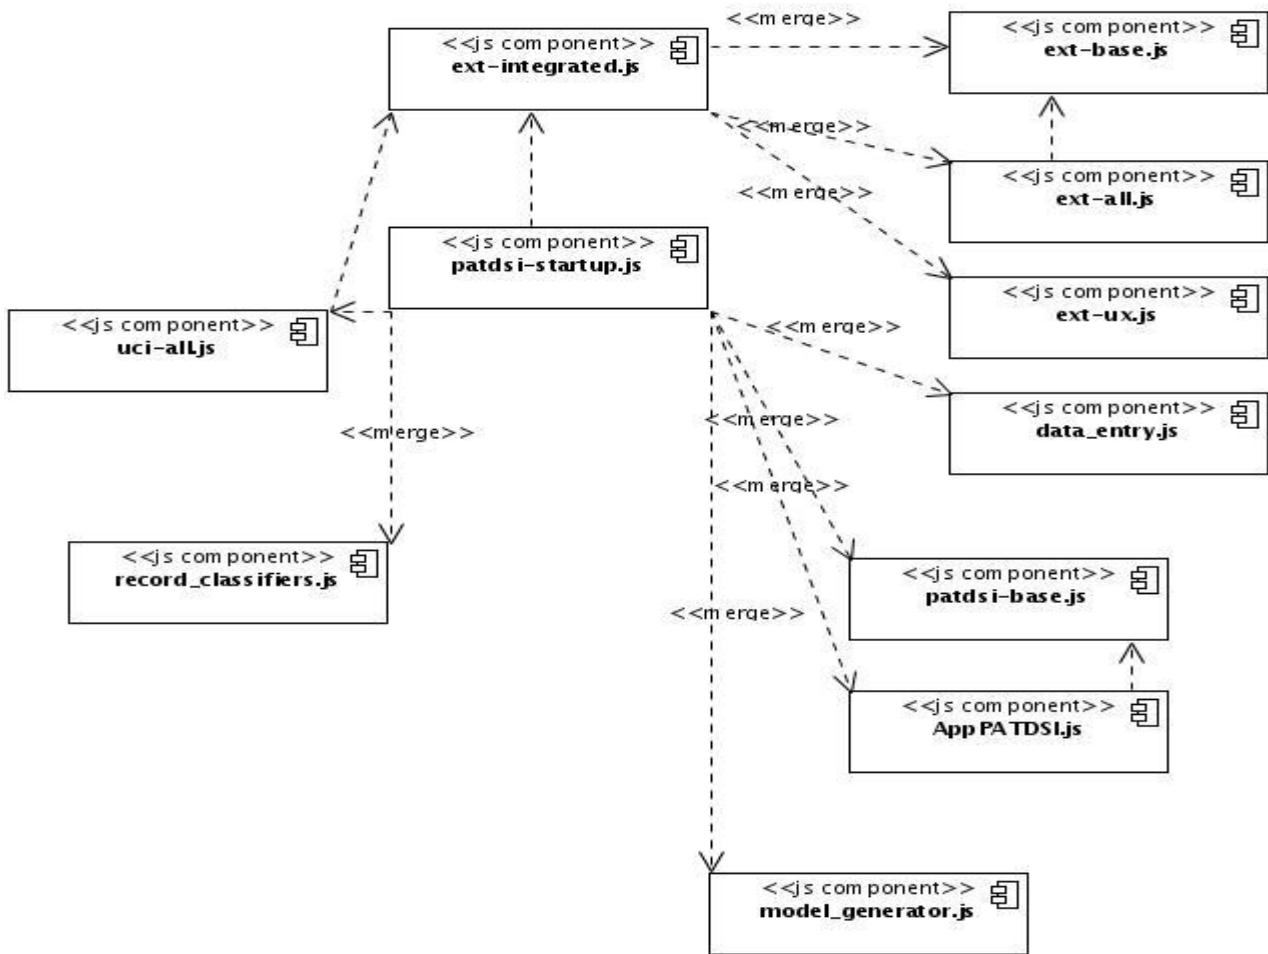 <<merge>>
<<js component>>
ext-integrated.js
<<js component>>
ext-base.js
<<merge>>
<<js component>>
ext-all.js
<<merge>>
<<js component>>
patdsi-startup.js
<<js component>>
ext-ux.js
<<js component>>
uci-all.js
<<merge>>
<<js component>>
data_entry.js
<<merge>>
<<merge>>
<<merge>>
<<js component>>
record_classifiers.js
<<js component>>
patdsi-base.js
<<merge>>
<<js component>>
AppPATDSI.js
<<js component>>
model_generator.js